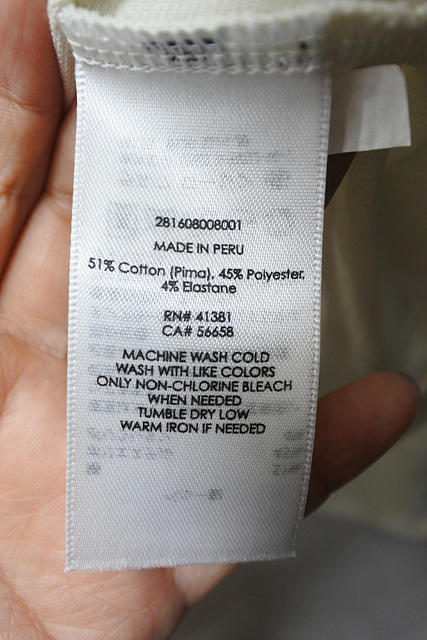 281608008001
MADE IN PERU
51% Cotton (Pima), 45% Polyester,
4% Elastane
RN# 41381
CA# 56658
MACHINE WASH COLD
WASH WITH LIKE COLORS
ONLY NON-CHLORINE BLEACH
WHEN NEEDED
TUMBLE DRY LOW
WARM IRON IF NEEDED